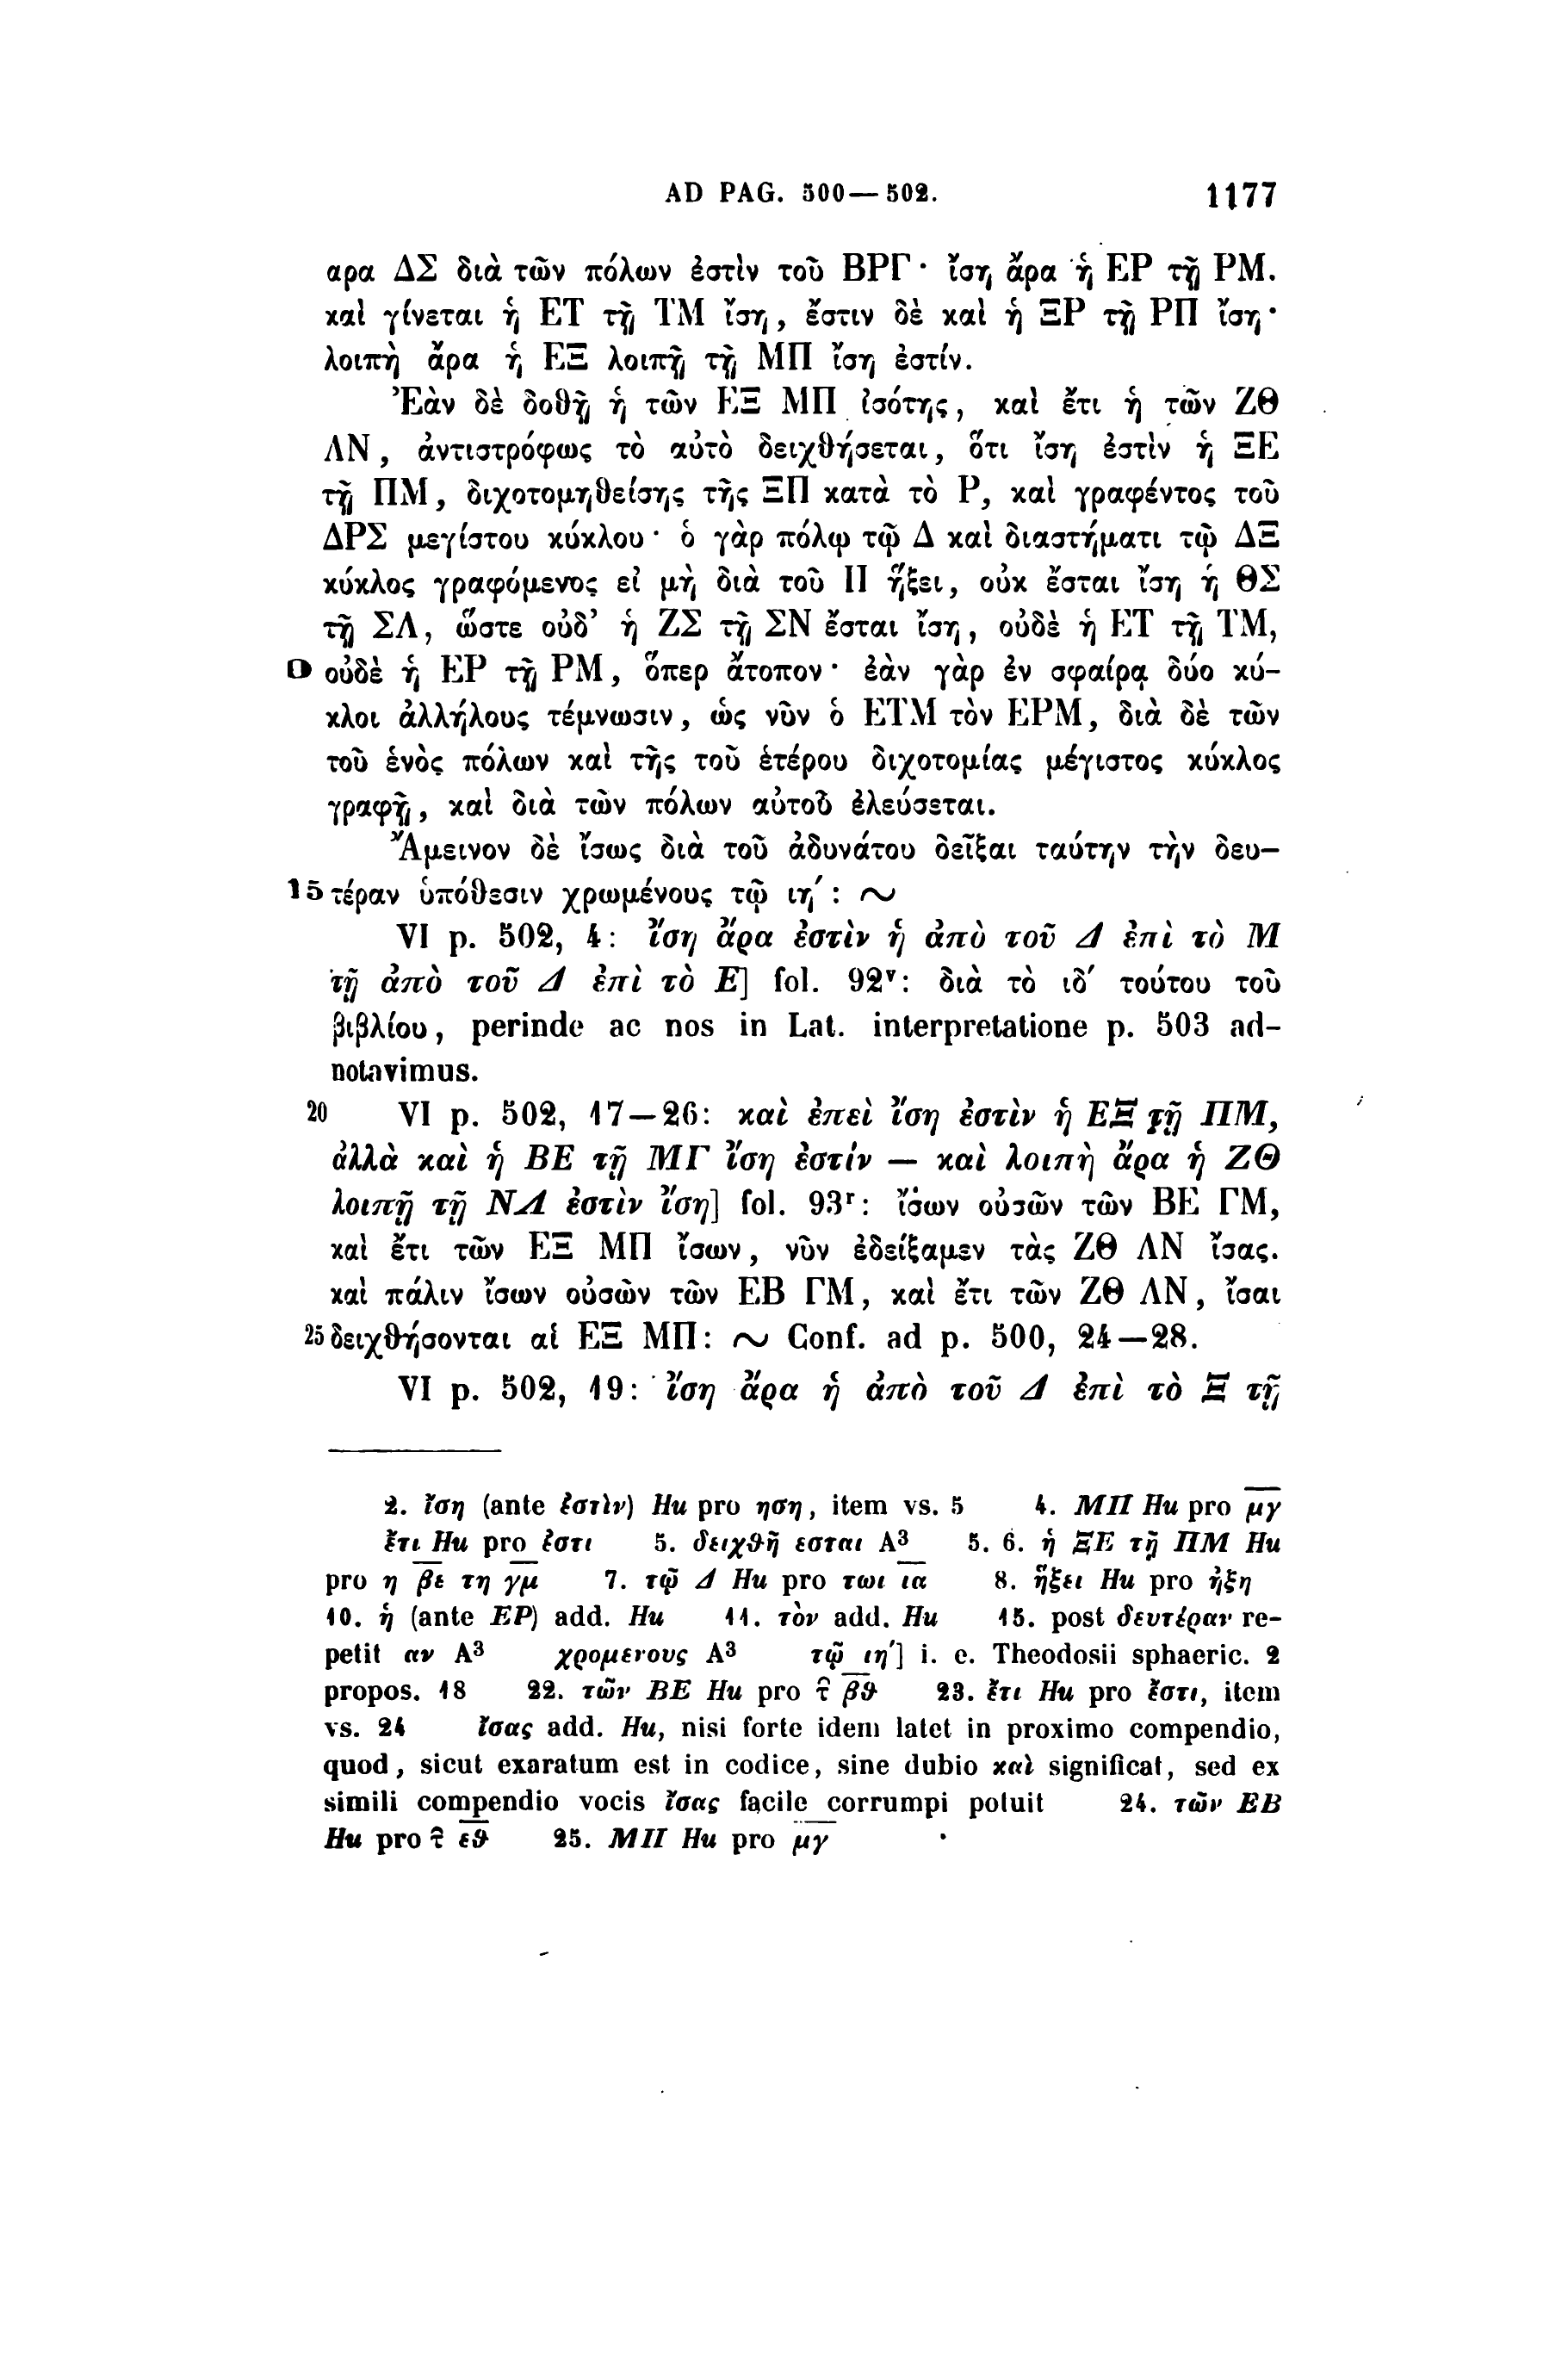 AD PAG. 500—502. 1177
αρα ΔΣ διὰ τῶν πόλων ἐστὶν τοῦ ΒΡΓ· ἴση ἄρα ἡ ΕΡ τῇ ΡΜ.
καὶ γίνεται ἡ ΕΤ τῇ ΤΜ ἴση, ἔστιν δὲ καὶ ἡ ΞΡ τῇ ΡΠ ἴση·
λοιπὴ ἄρα ἡ ΕΞ λοιπῇ τῇ ΜΠ ἴση ἐστίν.
Ἐὰν δὲ δοθῇ ἡ τῶν ΕΞ ΜΠ ἰσότης, καὶ ἔτι ἡ τῶν ΖΘ
ΛΝ, ἀντιστρόφως τὸ αὐτὸ δειχθήσεται, ὅτι ἴση ἐστὶν ἡ ΞΕ
τῇ ΠΜ, διχοτομηθείσης τῆς ΞΠ κατὰ τὸ Ρ, καὶ γραφέντος τοῦ
ΔΡΣ μεγίστου κύκλου· ὁ γὰρ πόλῳ τῷ Δ καὶ διαστήματι τῷ ΔΞ
κύκλος γραφόμενος εἰ μὴ διὰ τοῦ Π ἥξει, οὐκ ἔσται ἴση ἡ ΘΣ
τῇ ΣΛ, ὥστε οὐδ’ ἡ ΖΣ τῇ ΣΝ ἔσται ἴση, οὐδὲ ἡ ΕΤ τῇ ΤΜ,
0 οὐδὲ ἡ ΕΡ τῇ ΡΜ, ὅπερ ἄτοπον· ἐὰν γὰρ ἐν σφαίρᾳ δύο κύ-
κλοι ἀλλήλους τέμνωσιν, ὡς νῦν ὁ ΕΤΜ τὸν ΕΡΜ, διὰ δὲ τῶν
τοῦ ἑνὸς πόλων καὶ τῆς τοῦ ἑτέρου διχοτομίας μέγιστος κύκλος
γραφῇ, καὶ διὰ τῶν πόλων αὐτοῦ ἐλεύσεται.
Ἄμεινον δὲ ἴσως διὰ τοῦ ἀδυνάτου δεῖξαι ταύτην τὴν δευ-
15 τέραν ὑπόθεσιν χρωμένους τῷ ιη΄: ~
VI p. 502, 4: ἴση ἄρα ἐστὶν ἡ ἀπὸ τοῦ Δ ἐπὶ τὸ Μ
τῇ ἀπὸ τοῦ Δ ἐπὶ τὸ Ε] fol. 92ᵛ: διὰ τὸ ιδ΄ τούτου τοῦ
βιβλίου, perinde ac nos in Lat. interpretatione p. 503 ad-
notavimus.
20 VI p. 502, 17—26: καὶ ἐπεὶ ἴση ἐστὶν ἡ ΕΞ τῇ ΠΜ,
ἀλλὰ καὶ ἡ ΒΕ τῇ ΜΓ ἴση ἐστίν — καὶ λοιπὴ ἄρα ἡ ΖΘ
λοιπῇ τῇ ΝΛ ἐστὶν ἴση] fol. 93ʳ: ἴσων οὐσῶν τῶν ΒΕ ΓΜ,
καὶ ἔτι τῶν ΕΞ ΜΠ ἴσων, νῦν ἐδείξαμεν τὰς ΖΘ ΛΝ ἴσας.
καὶ πάλιν ἴσων οὐσῶν τῶν ΕΒ ΓΜ, καὶ ἔτι τῶν ΖΘ ΛΝ, ἴσαι
25 δειχθήσονται αἱ ΕΞ ΜΠ: ~ Conf. ad p. 500, 24—28.
VI p. 502, 19: ἴση ἄρα ἡ ἀπὸ τοῦ Δ ἐπὶ τὸ Ξ τῇ
2. ἴση (ante ἐστὶν) Hu pro ηση, item vs. 5 4. ΜΠ Hu pro μγ
ἔτι Hu pro ἐστι 5. δειχθῆ εσται A³ 5. 6. ἡ ΞΕ τῇ ΠΜ Hu
pro η βε τη γμ 7. τῷ Δ Hu pro τωι ια 8. ἥξει Hu pro ἠξη
10. ἡ (ante ΕΡ) add. Hu 11. τὸν add. Hu 15. post δευτέραν re-
petit αν A³ χρομενους A³ τῷ ιη΄] i. e. Theodosii sphaeric. 2
propos. 18 22. τῶν ΒΕ Hu pro τ̑ βθ 23. ἔτι Hu pro ἔστι, item
vs. 24 ἴσας add. Hu, nisi forte idem latet in proximo compendio,
quod, sicut exaratum est in codice, sine dubio καὶ significat, sed ex
simili compendio vocis ἴσας facile corrumpi potuit 24. τῶν ΕΒ
Hu pro τ̑ εθ 25. ΜΠ Hu pro μγ